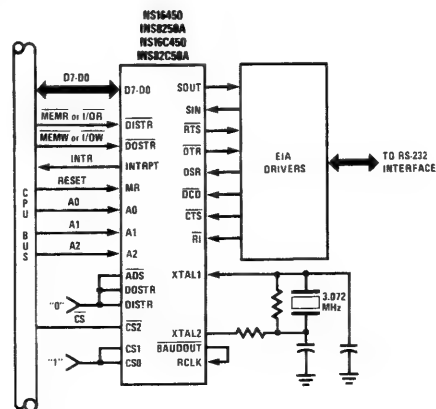 NS16450
INS8250A
NS16C450
INS82C50A
CPU BUS
D7-D0
MEMR or I/OR
MEMW or I/OW
INTR
RESET
A0
A1
A2
"0"
CS
"1"
D7-D0
DISTR
DOSTR
INTRPT
MR
A0
A1
A2
ADS
DOSTR
DISTR
CS2
CS1
CS0
SOUT
SIN
RTS
DTR
DSR
DCD
CTS
RI
XTAL1
XTAL2
BAUDOUT
RCLK
EIA
DRIVERS
TO RS-232
INTERFACE
3.072
MHz